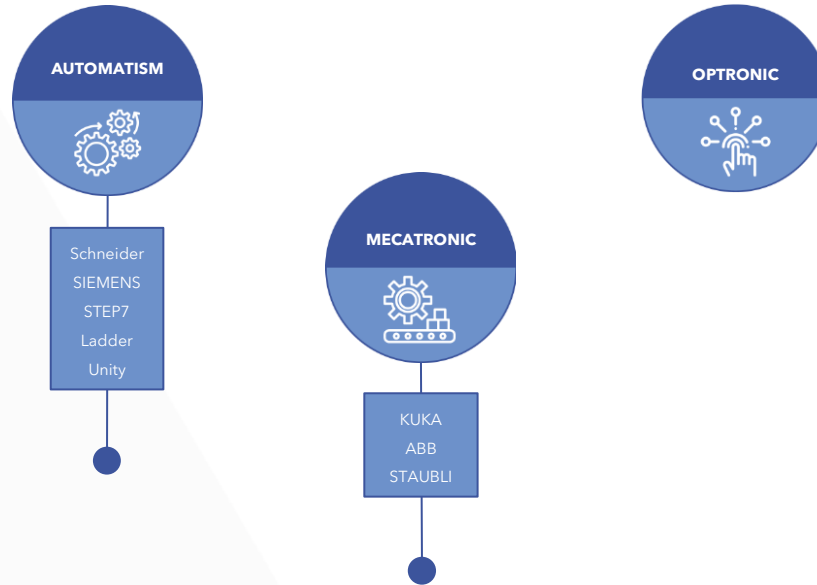 AUTOMATISM
Schneider
SIEMENS
STEP7
Ladder
Unity
MECATRONIC
KUKA
ABB
STAUBLI
OPTRONIC